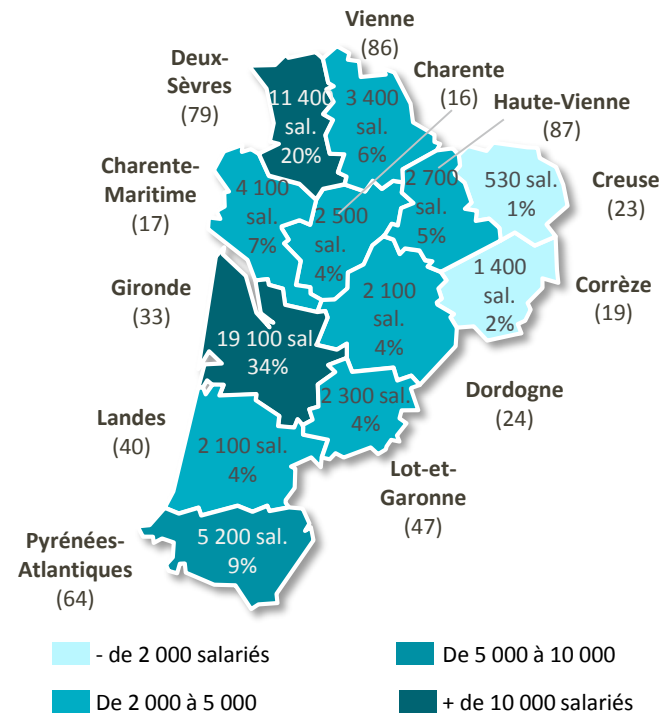 Vienne
(86)
Deux-
Sèvres
(79)
Charente
(16)
Haute-Vienne
(87)
11 400
sal.
20%
3 400
sal.
6%
Charente-
Maritime
(17)
4 100
sal.
7%
2 500
sal.
4%
2 700
sal.
5%
530 sal.
1%
Creuse
(23)
Gironde
(33)
19 100 sal.
34%
2 100
sal.
4%
1 400
sal.
2%
Corrèze
(19)
Dordogne
(24)
Landes
(40)
2 100 sal.
4%
2 300 sal.
4%
Lot-et-
Garonne
(47)
Pyrénées-
Atlantiques
(64)
5 200 sal.
9%
- de 2 000 salariés
De 5 000 à 10 000
De 2 000 à 5 000
+ de 10 000 salariés